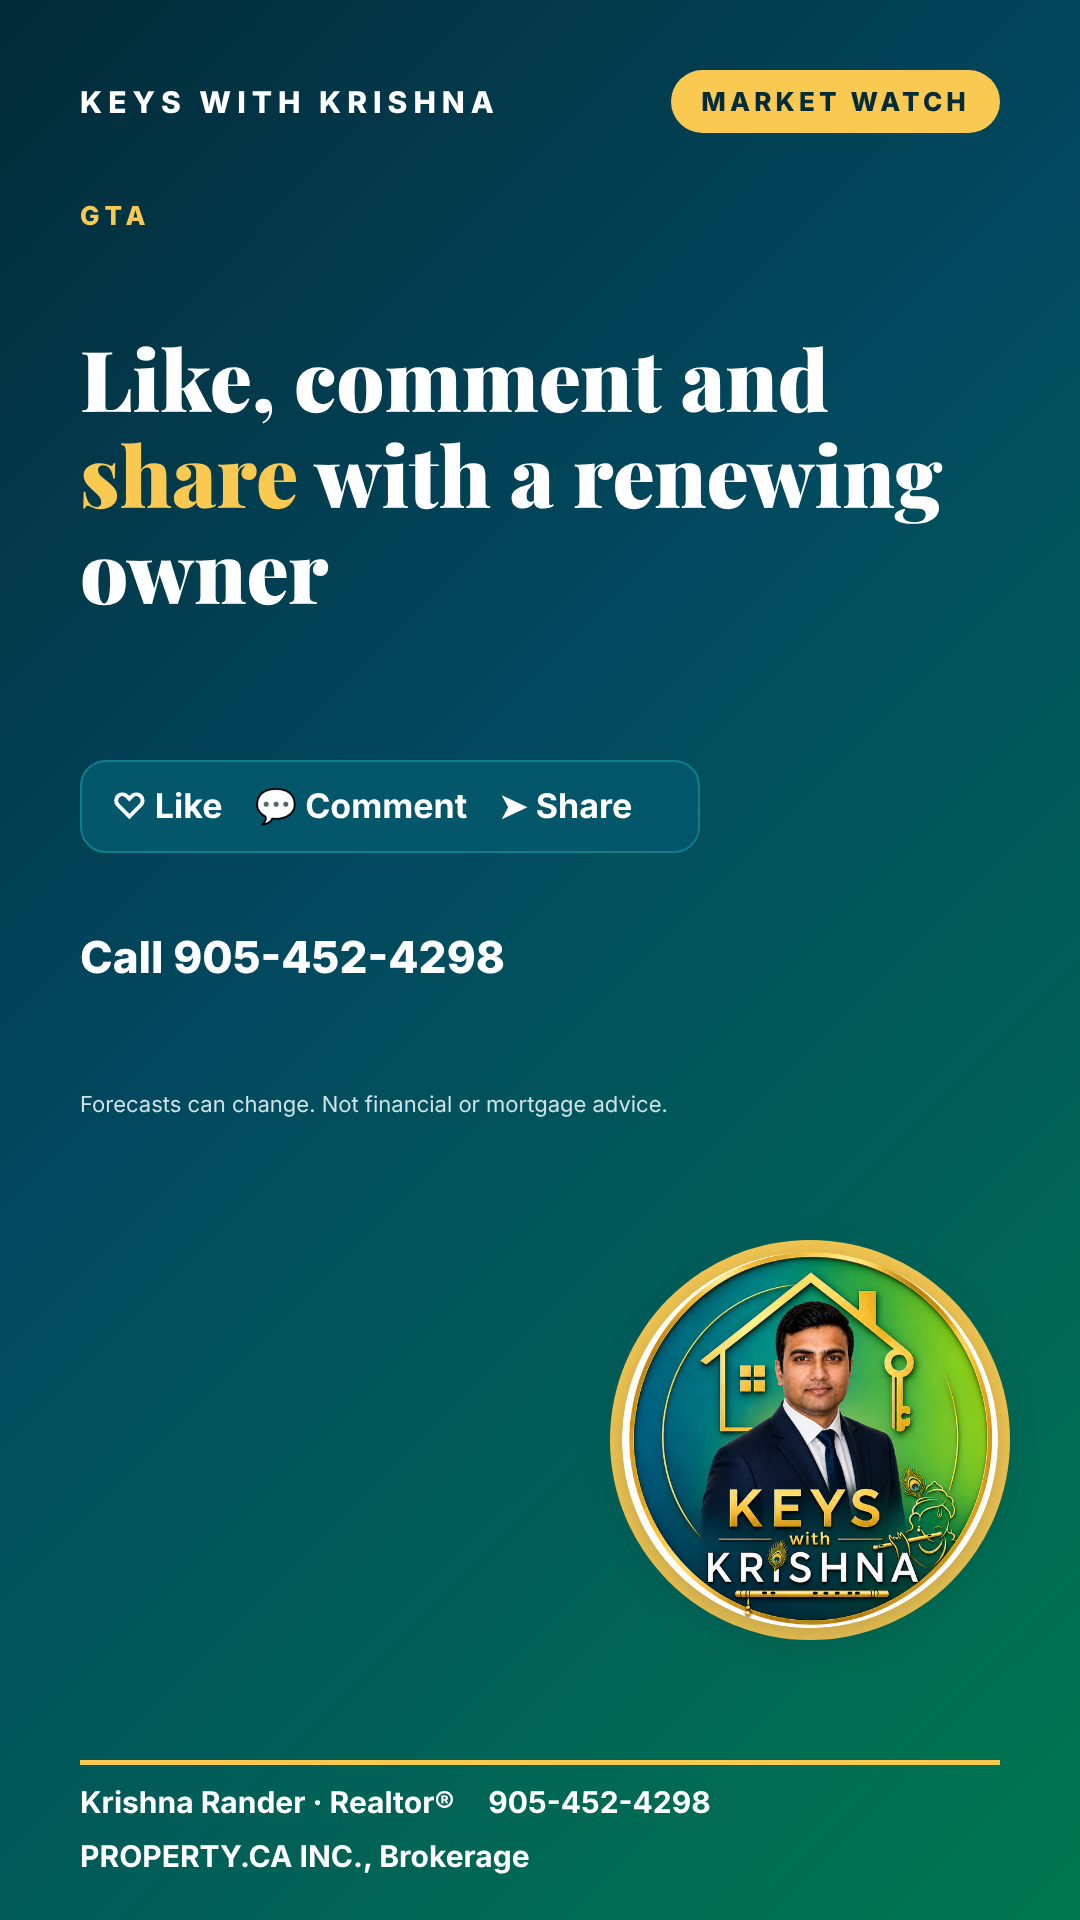 KEYS WITH KRISHNA
MARKET WATCH
GTA
Like, comment and
share with a renewing
owner
♡ Like 💬 Comment ➤ Share
Call 905-452-4298
Forecasts can change. Not financial or mortgage advice.
KEYS
with
KRISHNA
Krishna Rander · Realtor® 905-452-4298
PROPERTY.CA INC., Brokerage